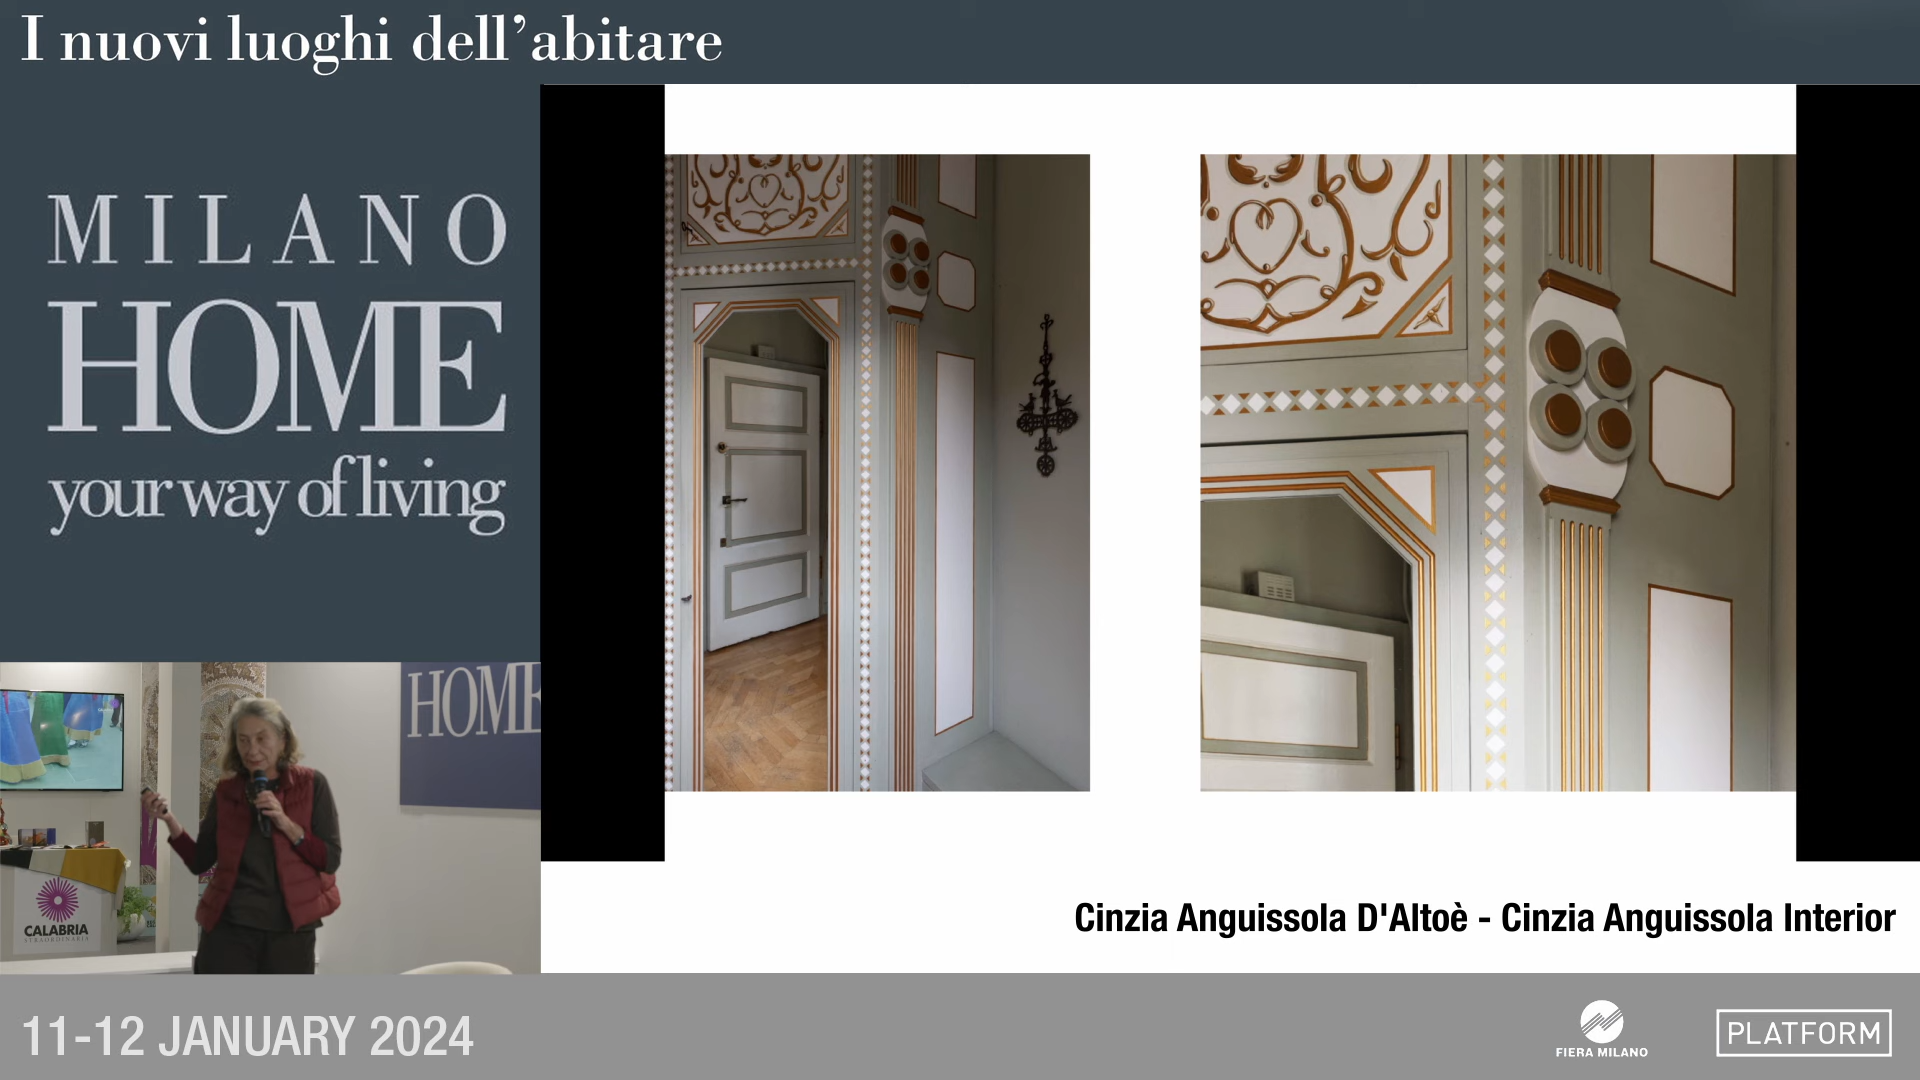 I nuovi luoghi dell’abitare
MILANO
HOME
your way of living
HOME
CALABRIA
STRAORDINARIA
Cinzia Anguissola D'Altoè - Cinzia Anguissola Interior
11-12 JANUARY 2024
FIERA MILANO
PLATFORM